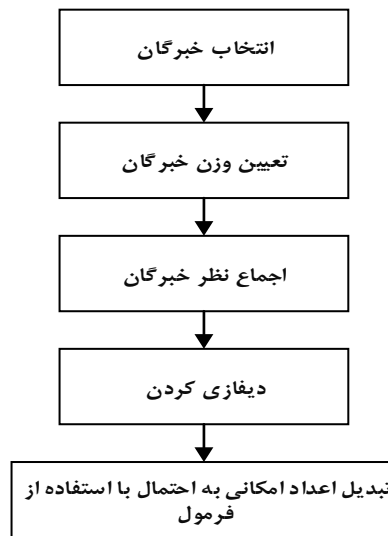 انتخاب خبرگان
تعیین وزن خبرگان
اجماع نظر خبرگان
دیفازی کردن
تبدیل اعداد امکانی به احتمال با استفاده از
فرمول